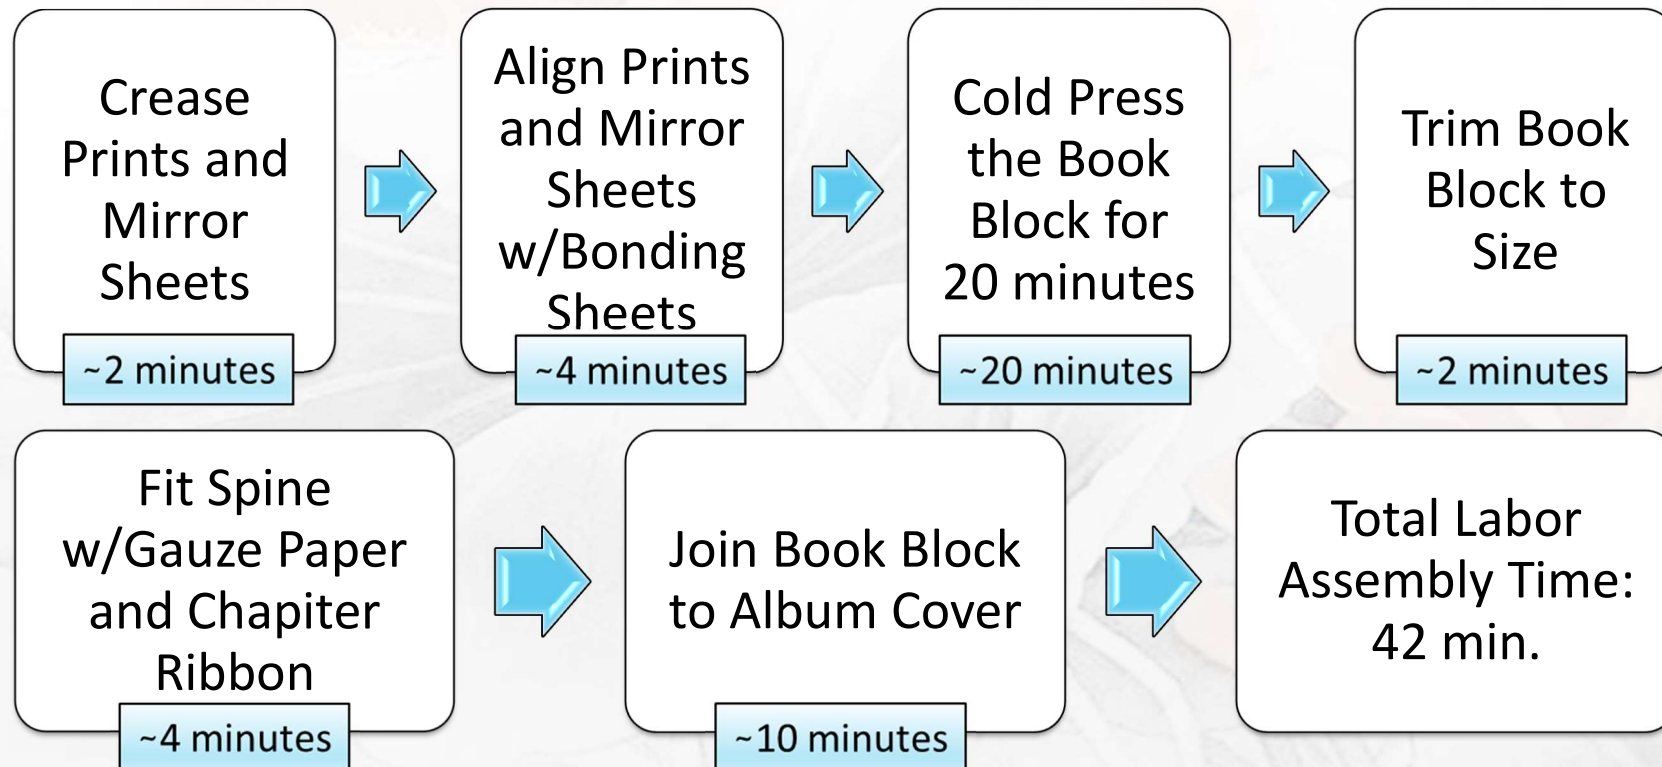 Crease
Prints and
Mirror
Sheets
~2 minutes
Align Prints
and Mirror
Sheets
w/Bonding
Sheets
~4 minutes
Cold Press
the Book
Block for
20 minutes
~20 minutes
Trim Book
Block to
Size
~2 minutes
Fit Spine
w/Gauze Paper
and Chapiter
Ribbon
~4 minutes
Join Book Block
to Album Cover
~10 minutes
Total Labor
Assembly Time:
42 min.